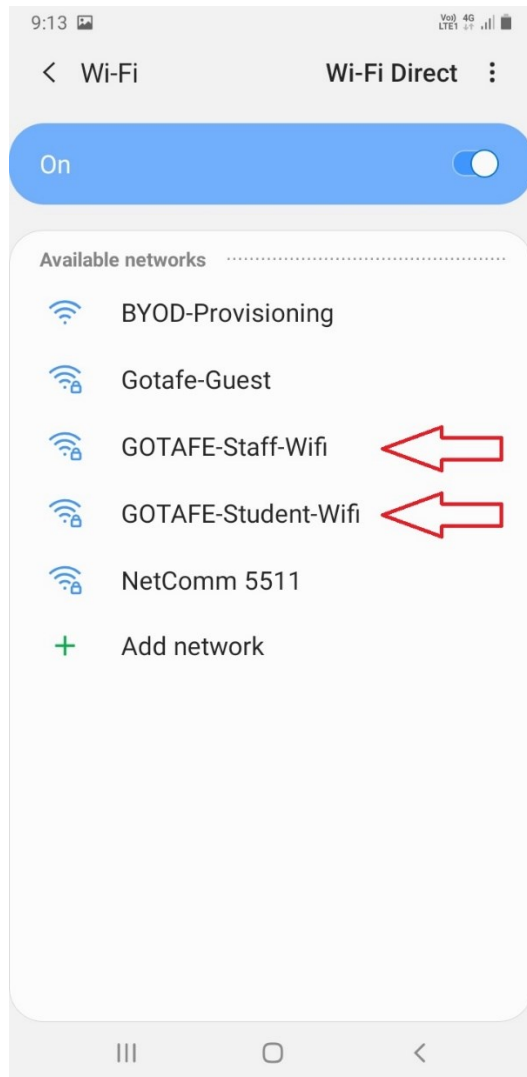 9:13
Vo)) 4G
LTE1
Wi-Fi
Wi-Fi Direct
On
Available networks
BYOD-Provisioning
Gotafe-Guest
GOTAFE-Staff-Wifi
GOTAFE-Student-Wifi
NetComm 5511
Add network